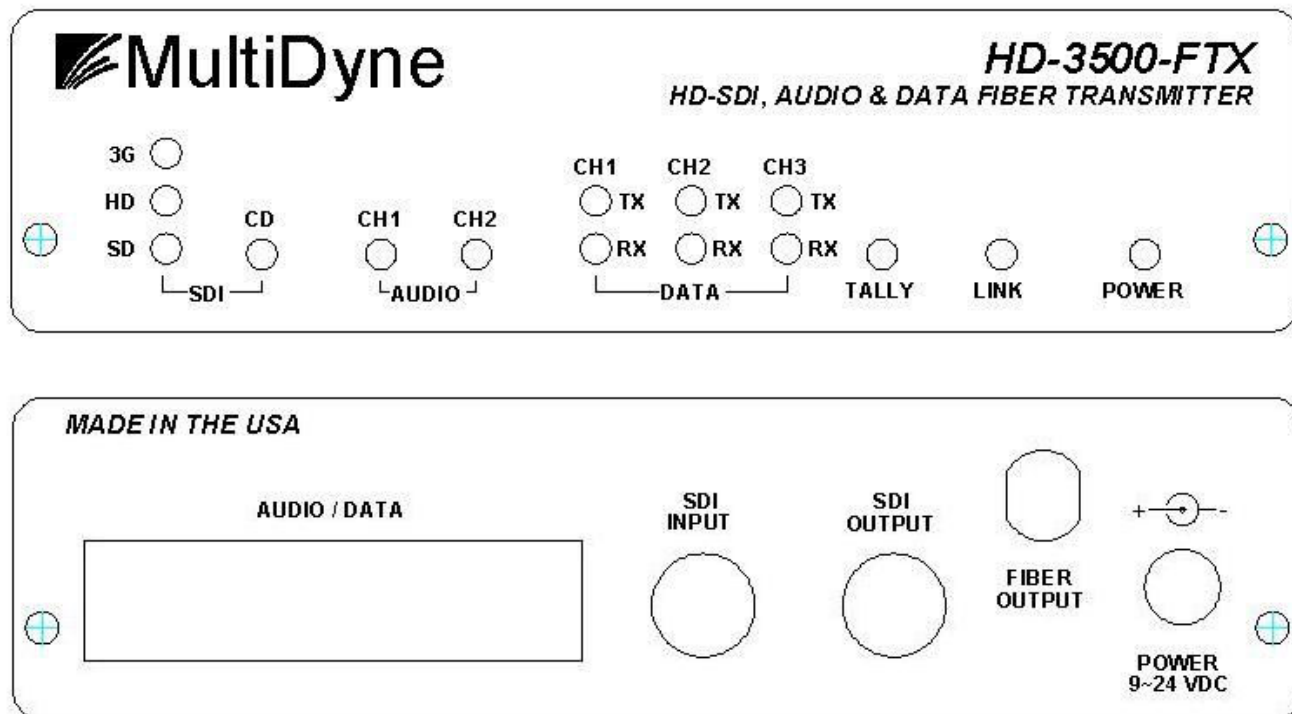 MultiDyne
HD-3500-FTX
HD-SDI, AUDIO & DATA FIBER TRANSMITTER
3G
HD
SD
CD
SDI
CH1 CH2
AUDIO
CH1 CH2 CH3
TX TX TX
RX RX RX
DATA
TALLY
LINK
POWER
MADE IN THE USA
AUDIO / DATA
SDI
INPUT
SDI
OUTPUT
FIBER
OUTPUT
+ -
POWER
9~24 VDC